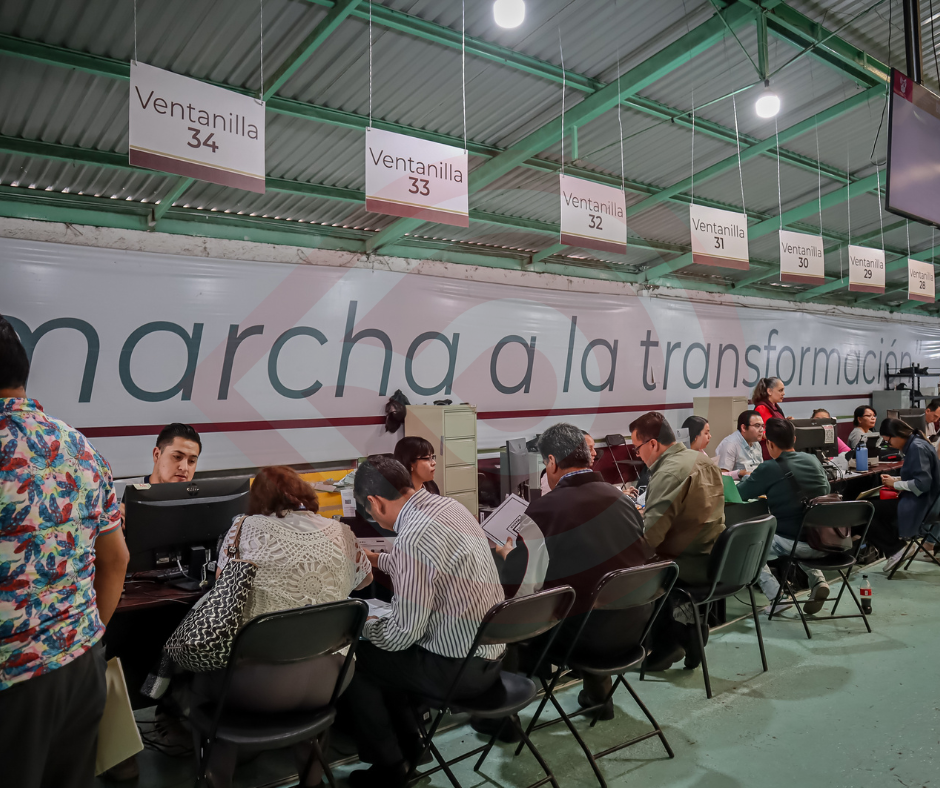 Ventanilla
34
Ventanilla
33
Ventanilla
32
Ventanilla
31
Ventanilla
30
Ventanilla
29
Ventanilla
28
marcha a la transformación"